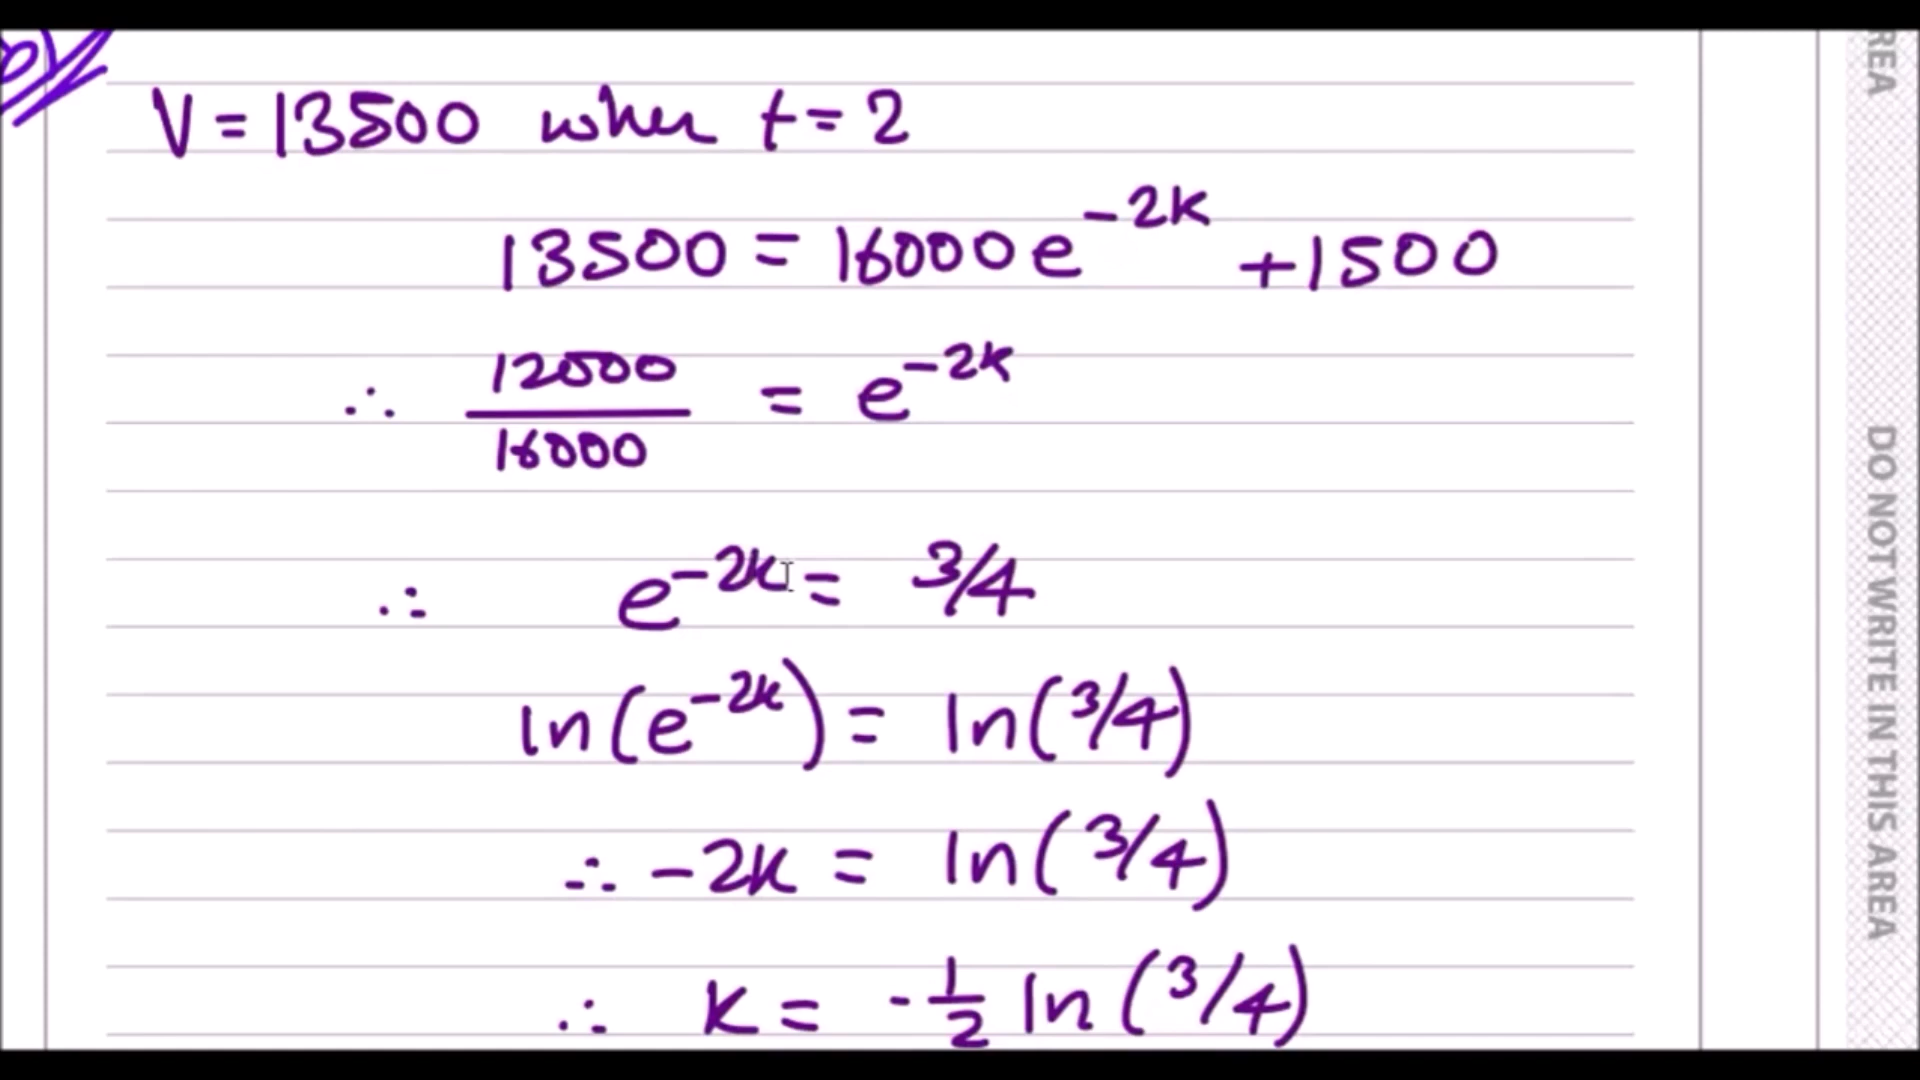 b)
V = 13500 when t = 2
13500 = 16000 e^{-2k} + 1500
∴ 12000/16000 = e^{-2k}
∴ e^{-2k} = 3/4
ln(e^{-2k}) = ln(3/4)
∴ -2k = ln(3/4)
∴ k = -1/2 ln(3/4)
REA
DO NOT WRITE IN THIS AREA